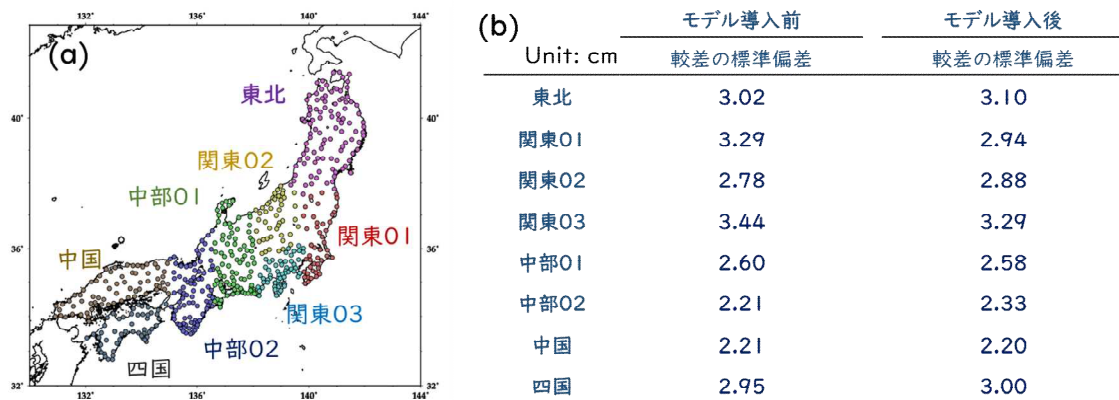 (a)
132°
136°
140°
144°
40°
36°
32°
132°
136°
140°
144°
東北
関東02
中部01
関東01
中国
関東03
中部02
四国
(b)
モデル導入前 モデル導入後
Unit: cm 較差の標準偏差 較差の標準偏差
東北 3.02 3.10
関東01 3.29 2.94
関東02 2.78 2.88
関東03 3.44 3.29
中部01 2.60 2.58
中部02 2.21 2.33
中国 2.21 2.20
四国 2.95 3.00